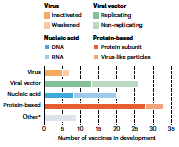 Virus
Inactivated
Weakened
Viral vector
Replicating
Non-replicating
Nucleic acid
DNA
RNA
Protein-based
Protein subunit
Virus-like particles
Virus
Viral vector
Nucleic acid
Protein-based
Other*
0 5 10 15 20 25 30 35
Number of vaccines in development